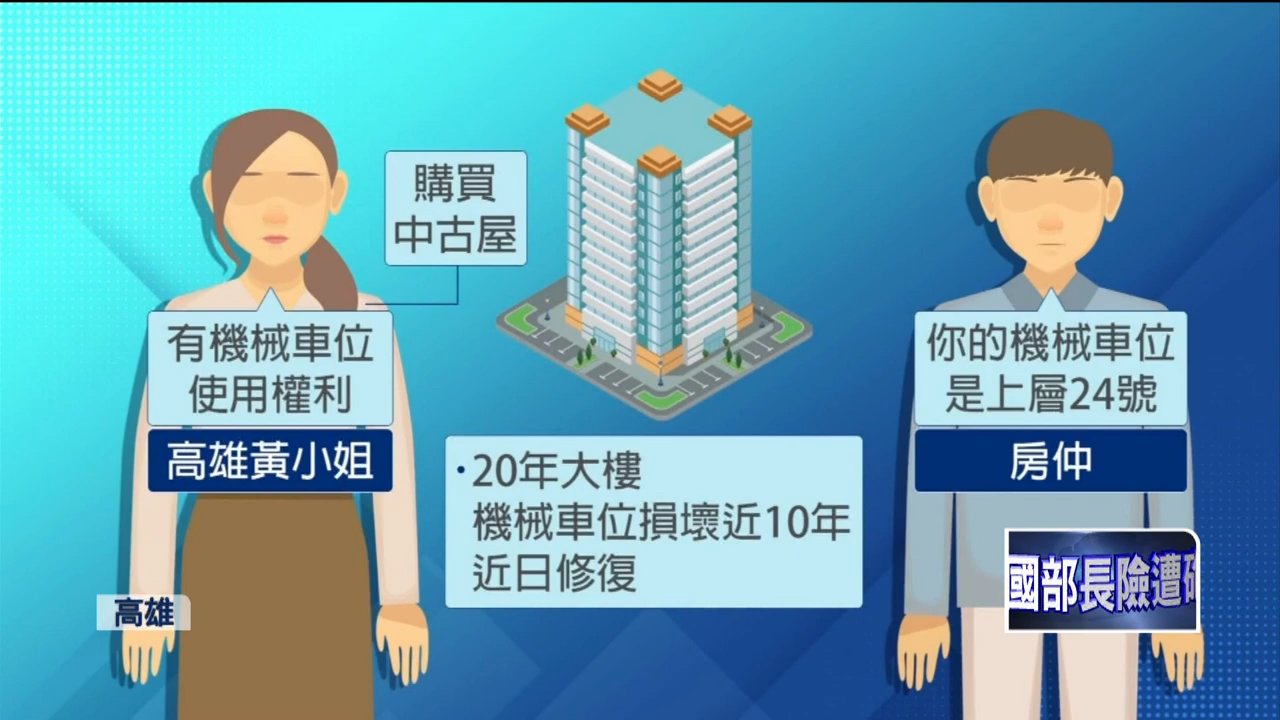 購買
中古屋
有機械車位
使用權利
高雄黃小姐
你的機械車位
是上層24號
房仲
·20年大樓
機械車位損壞近10年
近日修復
高雄
國部長險遭